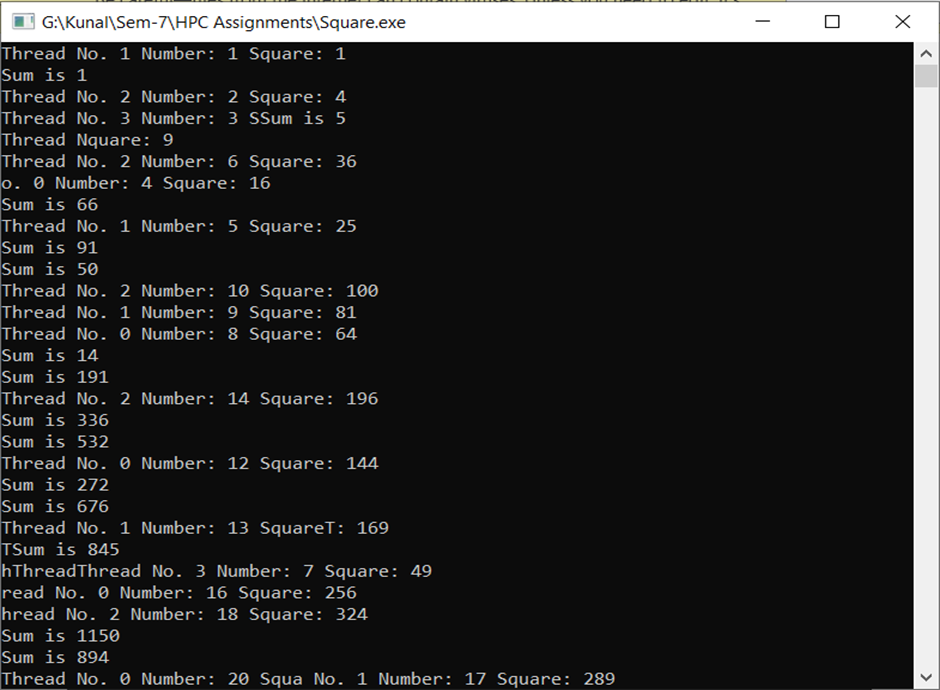 G:\Kunal\Sem-7\HPC Assignments\Square.exe
Thread No. 1 Number: 1 Square: 1
Sum is 1
Thread No. 2 Number: 2 Square: 4
Thread No. 3 Number: 3 SSum is 5
Thread Nquare: 9
Thread No. 2 Number: 6 Square: 36
o. 0 Number: 4 Square: 16
Sum is 66
Thread No. 1 Number: 5 Square: 25
Sum is 91
Sum is 50
Thread No. 2 Number: 10 Square: 100
Thread No. 1 Number: 9 Square: 81
Thread No. 0 Number: 8 Square: 64
Sum is 14
Sum is 191
Thread No. 2 Number: 14 Square: 196
Sum is 336
Sum is 532
Thread No. 0 Number: 12 Square: 144
Sum is 272
Sum is 676
Thread No. 1 Number: 13 SquareT: 169
TSum is 845
hThreadThread No. 3 Number: 7 Square: 49
read No. 0 Number: 16 Square: 256
hread No. 2 Number: 18 Square: 324
Sum is 1150
Sum is 894
Thread No. 0 Number: 20 Squa No. 1 Number: 17 Square: 289